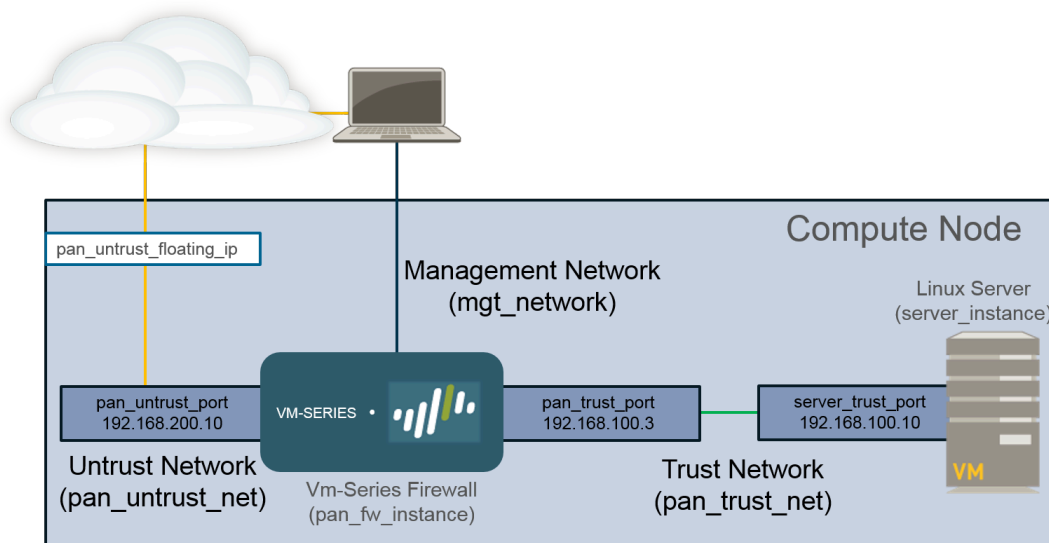 Compute Node
pan_untrust_floating_ip
Management Network
(mgt_network)
Linux Server
(server_instance)
pan_untrust_port
192.168.200.10
VM-SERIES •
pan_trust_port
192.168.100.3
server_trust_port
192.168.100.10
VM
Untrust Network
(pan_untrust_net)
Vm-Series Firewall
(pan_fw_instance)
Trust Network
(pan_trust_net)